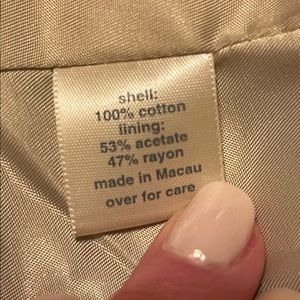 shell:
100% cotton
lining:
53% acetate
47% rayon
made in Macau
over for care